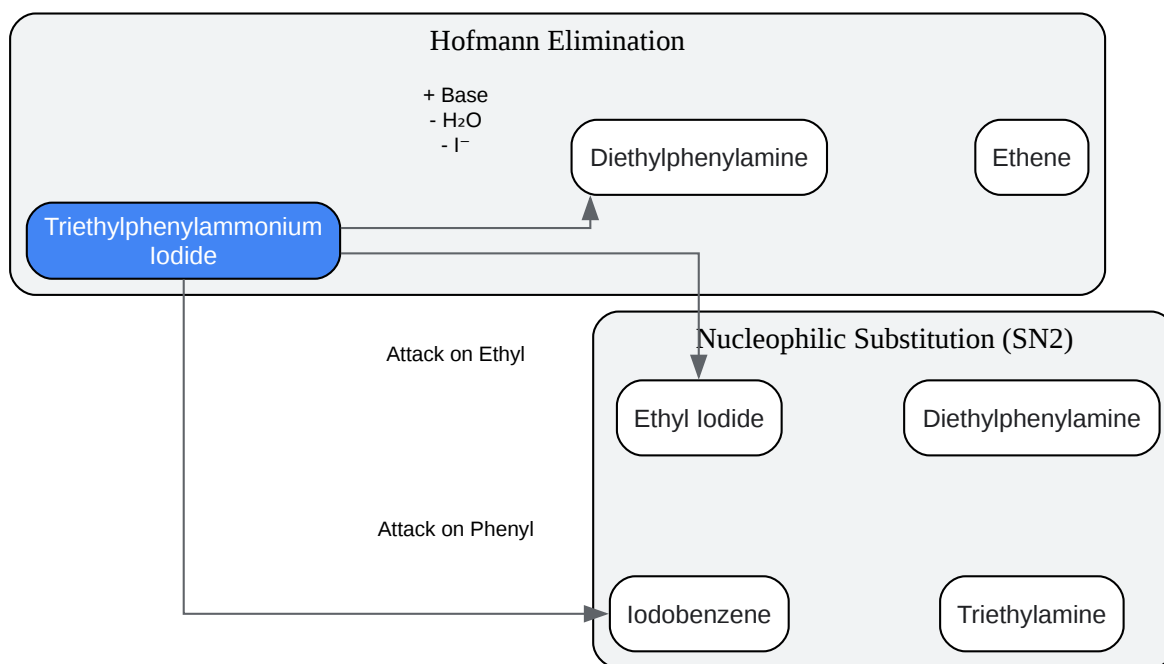 Hofmann Elimination
+ Base
- H₂O
- I⁻
Diethylphenylamine
Ethene
Triethylphenylammonium
Iodide
Nucleophilic Substitution (SN2)
Attack on Ethyl
Ethyl Iodide
Diethylphenylamine
Attack on Phenyl
Iodobenzene
Triethylamine